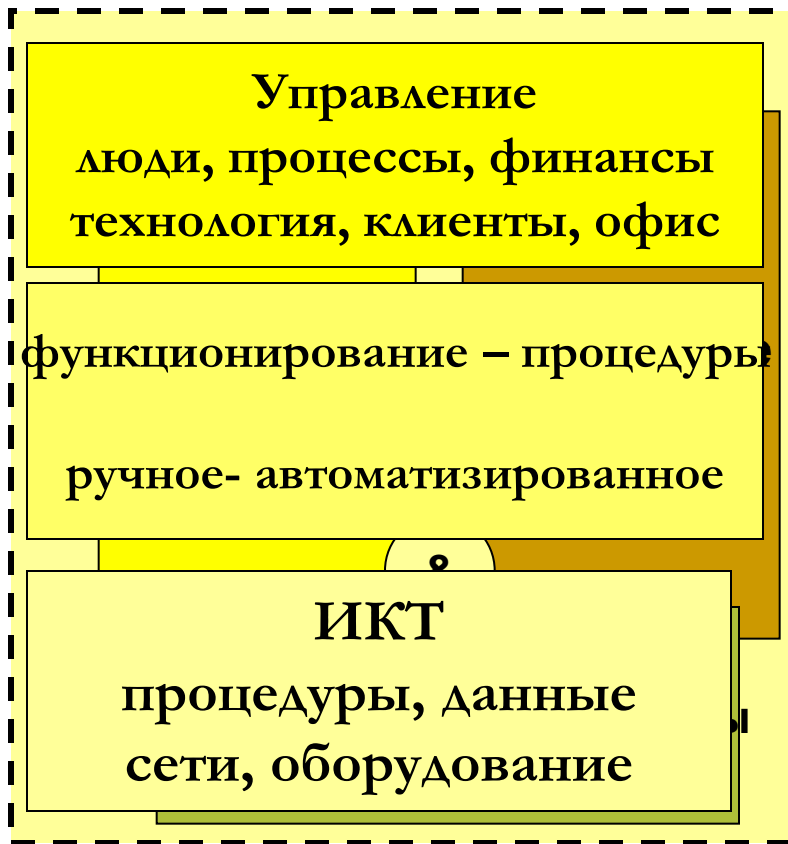 Управление
люди, процессы, финансы
технология, клиенты, офис
функционирование – процедуры
ручное- автоматизированное
&
ИКТ
процедуры, данные
сети, оборудование